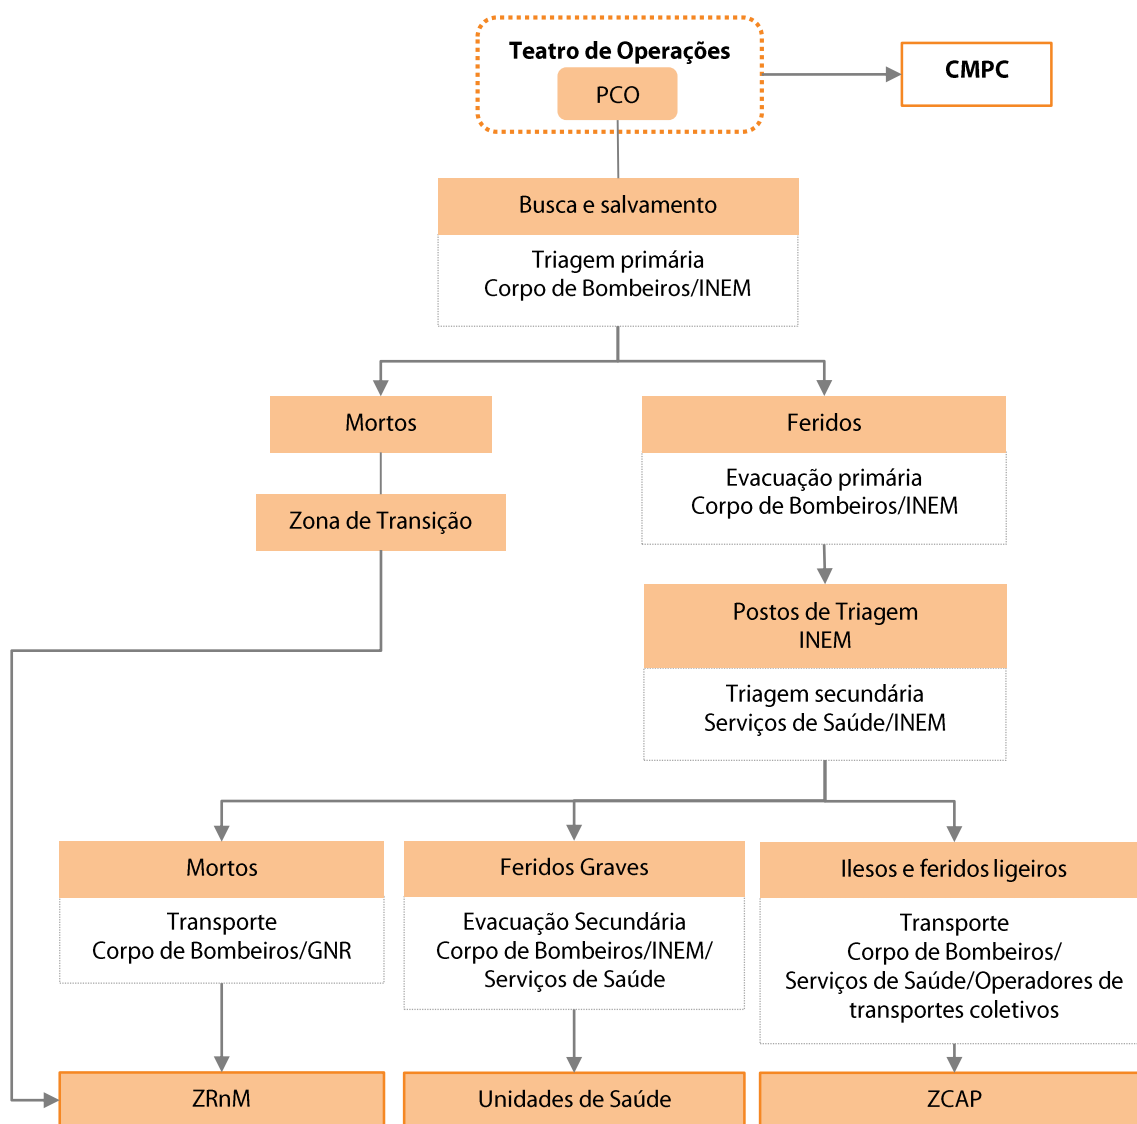 Teatro de Operações
PCO
CMPC
Busca e salvamento
Triagem primária
Corpo de Bombeiros/INEM
Mortos
Zona de Transição
Feridos
Evacuação primária
Corpo de Bombeiros/INEM
Postos de Triagem
INEM
Triagem secundária
Serviços de Saúde/INEM
Mortos
Transporte
Corpo de Bombeiros/GNR
Feridos Graves
Evacuação Secundária
Corpo de Bombeiros/INEM/
Serviços de Saúde
Ilesos e feridos ligeiros
Transporte
Corpo de Bombeiros/
Serviços de Saúde/Operadores de
transportes coletivos
ZRnM
Unidades de Saúde
ZCAP